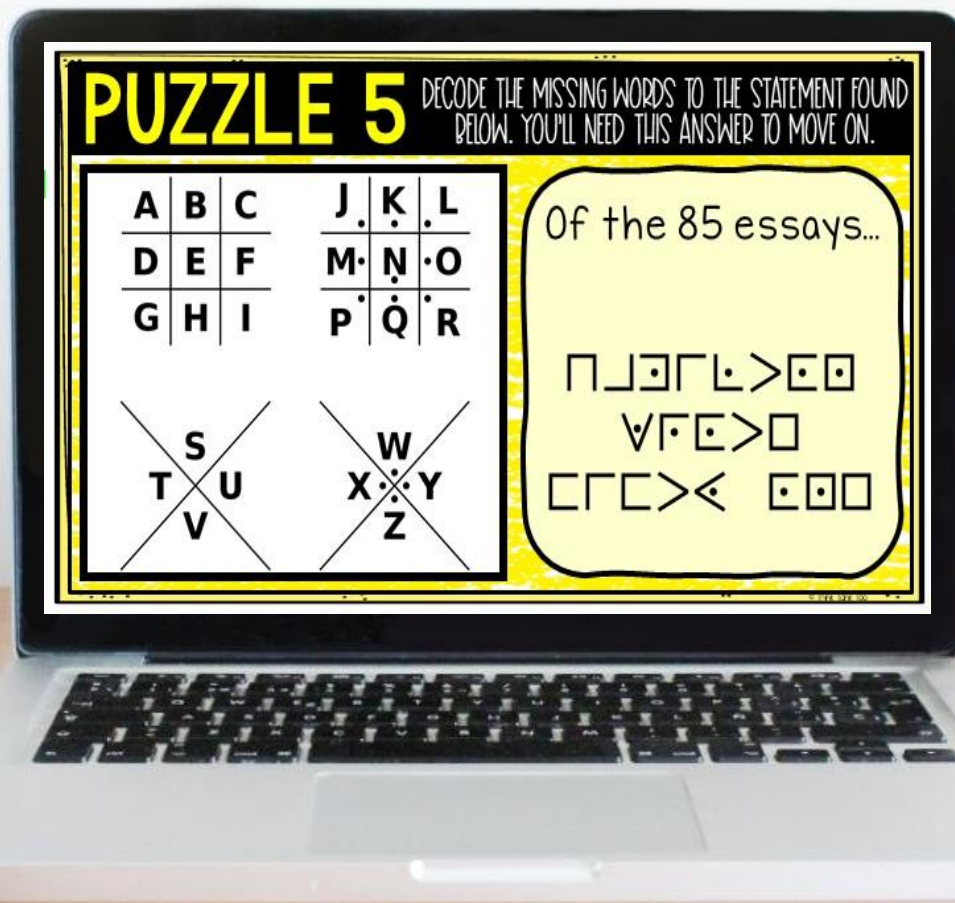 PUZZLE 5
DECODE THE MISSING WORDS TO THE STATEMENT FOUND
BELOW. YOU'LL NEED THIS ANSWER TO MOVE ON.
A B C
D E F
G H I
J K L
M N O
P Q R
S
T U
V
W
X Y
Z
Of the 85 essays...